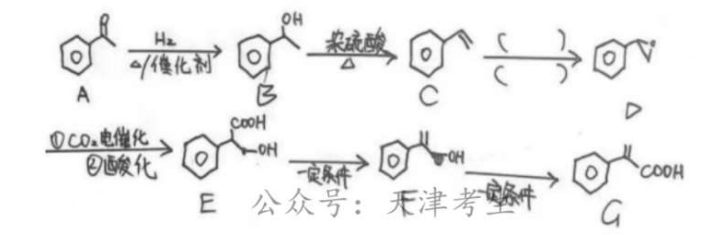 O OH
H₂ 浓硫酸 ( )
△/催化剂 △ ( ) O
A B C D
①CO₂电催化 COOH
②酸化 OH 一定条件 OH 一定条件 COOH
E F G
公众号：天津考生